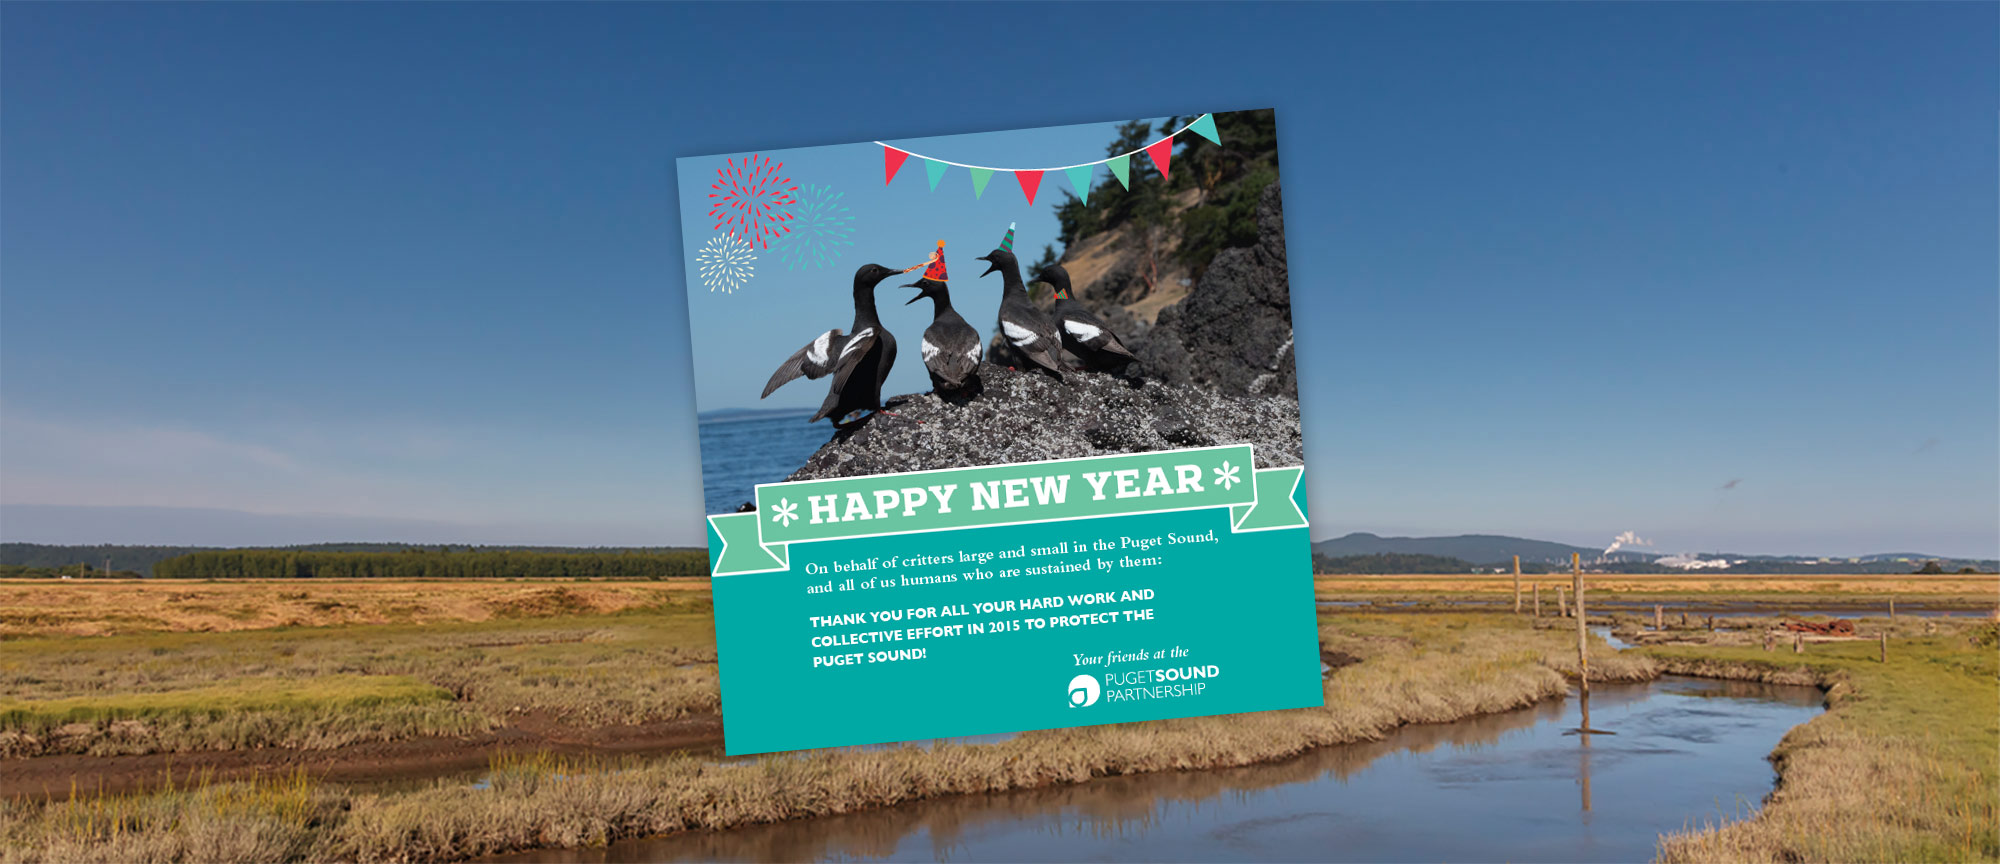 * HAPPY NEW YEAR *
On behalf of critters large and small in the Puget Sound,
and all of us humans who are sustained by them:
THANK YOU FOR ALL YOUR HARD WORK AND
COLLECTIVE EFFORT IN 2015 TO PROTECT THE
PUGET SOUND!
Your friends at the
PUGETSOUND
PARTNERSHIP